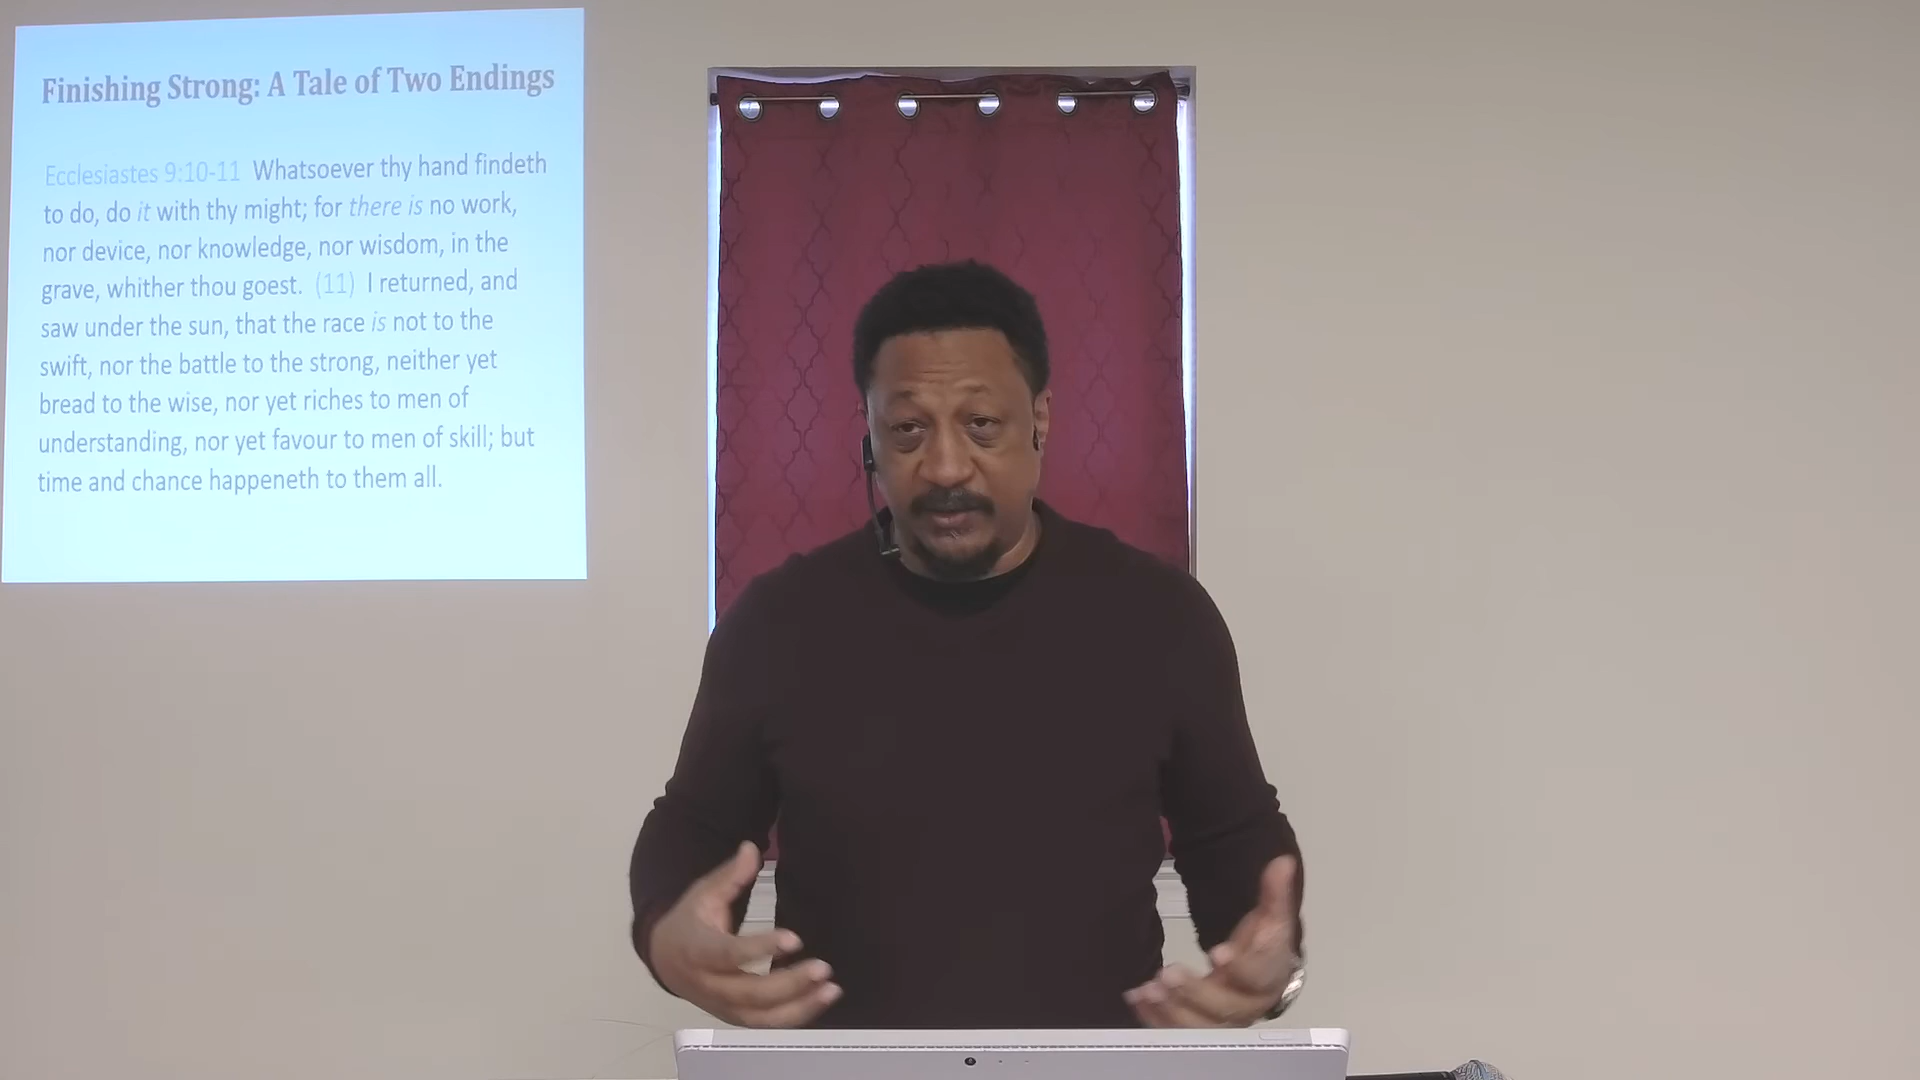 Finishing Strong: A Tale of Two Endings
Ecclesiastes 9:10-11 Whatsoever thy hand findeth
to do, do it with thy might; for there is no work,
nor device, nor knowledge, nor wisdom, in the
grave, whither thou goest. (11) I returned, and
saw under the sun, that the race is not to the
swift, nor the battle to the strong, neither yet
bread to the wise, nor yet riches to men of
understanding, nor yet favour to men of skill; but
time and chance happeneth to them all.